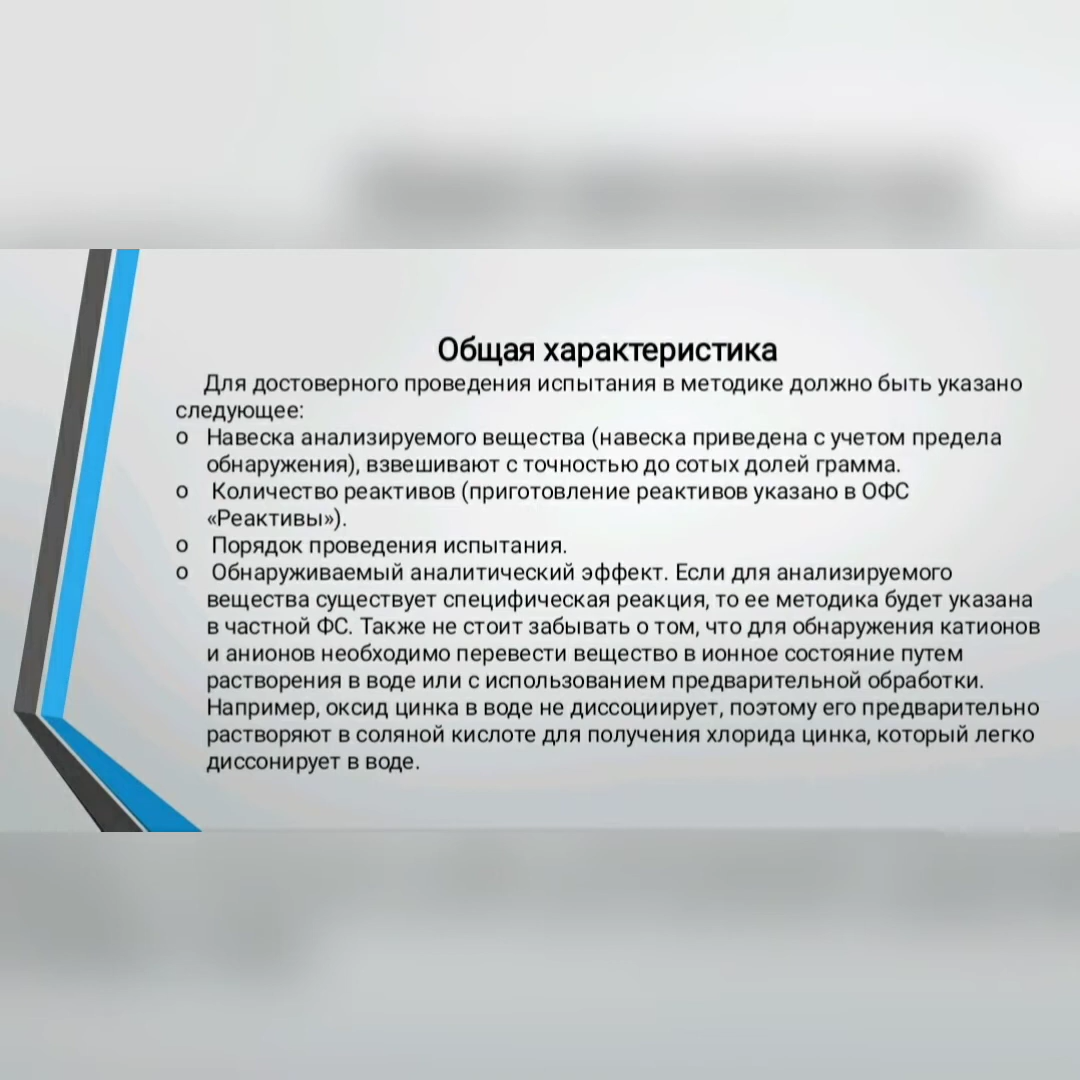 Общая характеристика
Для достоверного проведения испытания в методике должно быть указано
следующее:
o Навеска анализируемого вещества (навеска приведена с учетом предела
обнаружения), взвешивают с точностью до сотых долей грамма.
o Количество реактивов (приготовление реактивов указано в ОФС
«Реактивы»).
o Порядок проведения испытания.
o Обнаруживаемый аналитический эффект. Если для анализируемого
вещества существует специфическая реакция, то ее методика будет указана
в частной ФС. Также не стоит забывать о том, что для обнаружения катионов
и анионов необходимо перевести вещество в ионное состояние путем
растворения в воде или с использованием предварительной обработки.
Например, оксид цинка в воде не диссоциирует, поэтому его предварительно
растворяют в соляной кислоте для получения хлорида цинка, который легко
диссонирует в воде.